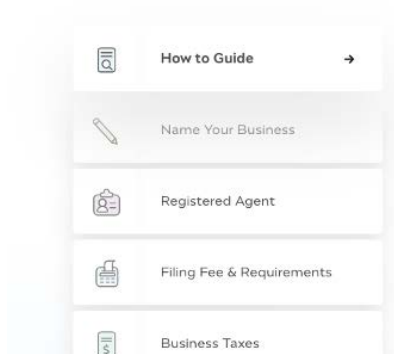 How to Guide
Name Your Business
Registered Agent
Filing Fee & Requirements
Business Taxes